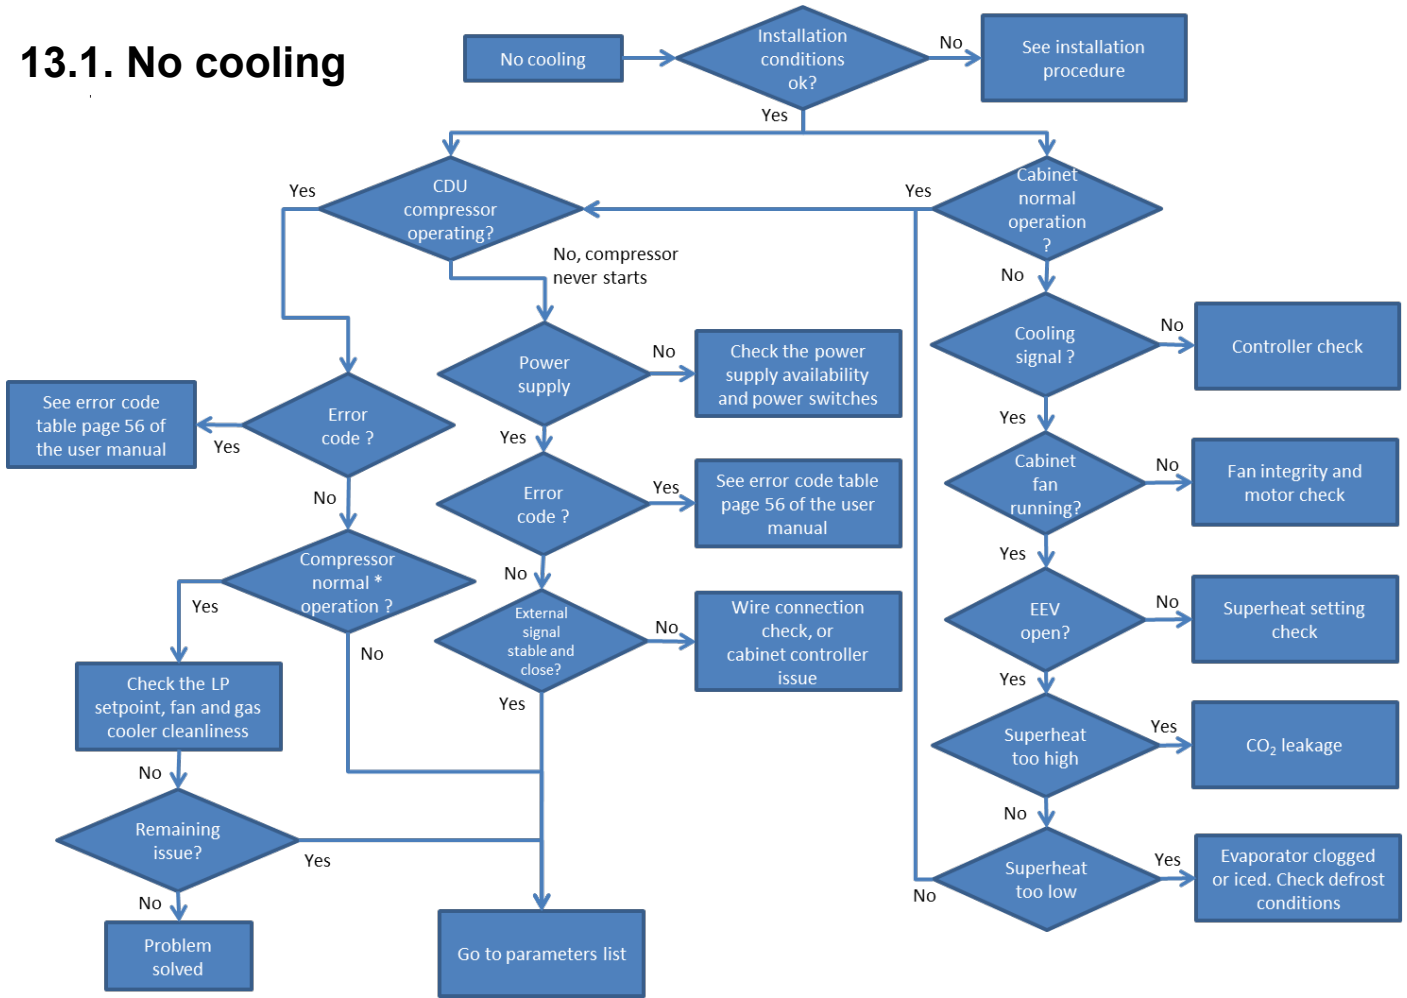 13.1. No cooling
No cooling
Installation
conditions
ok?
No
See installation
procedure
Yes
Yes
CDU
compressor
operating?
Yes
Cabinet
normal
operation
?
No, compressor
never starts
No
Cooling
signal ?
No
Controller check
Power
supply
No
Check the power
supply availability
and power switches
See error code
table page 56 of
the user manual
Yes
Error
code ?
Yes
Yes
Cabinet
fan
running?
No
Fan integrity and
motor check
No
Error
code ?
Yes
See error code table
page 56 of the user
manual
Yes
Compressor
normal *
operation ?
No
EEV
open?
No
Superheat setting
check
Yes
No
External
signal
stable and
close?
No
Wire connection
check, or
cabinet controller
issue
Yes
Yes
Check the LP
setpoint, fan and gas
cooler cleanliness
Superheat
too high
Yes
CO₂ leakage
No
No
Remaining
issue?
Yes
Superheat
too low
Yes
Evaporator clogged
or iced. Check defrost
conditions
No
No
Problem
solved
Go to parameters list